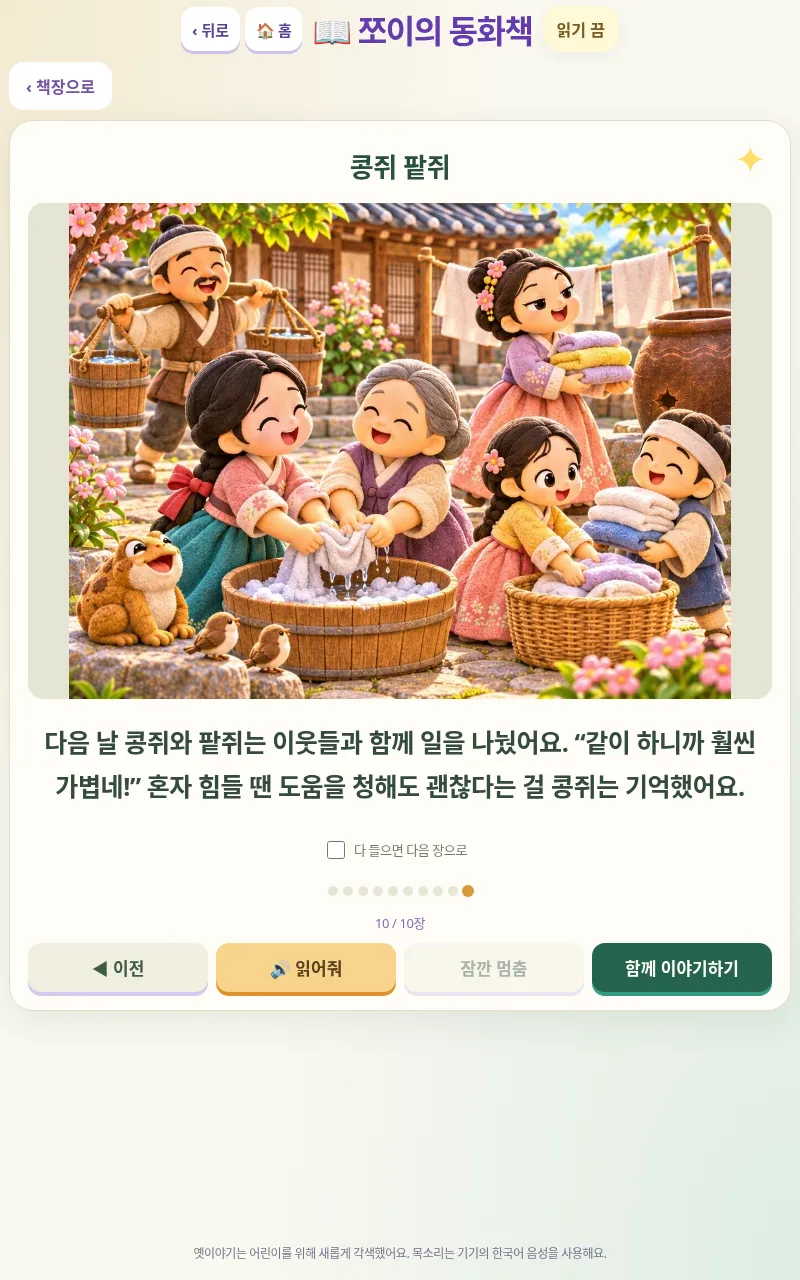 ‹ 뒤로
🏠 홈
📖 쪼이의 동화책
읽기 끝
‹ 책장으로
콩쥐 팥쥐
다음 날 콩쥐와 팥쥐는 이웃들과 함께 일을 나눴어요. “같이 하니까 훨씬
가볍네!” 혼자 힘들 땐 도움을 청해도 괜찮다는 걸 콩쥐는 기억했어요.
다 들으면 다음 장으로
10 / 10장
◀ 이전
🔊 읽어줘
잠깐 멈춤
함께 이야기하기
옛이야기는 어린이를 위해 새롭게 각색했어요. 목소리는 기기의 한국어 음성을 사용해요.